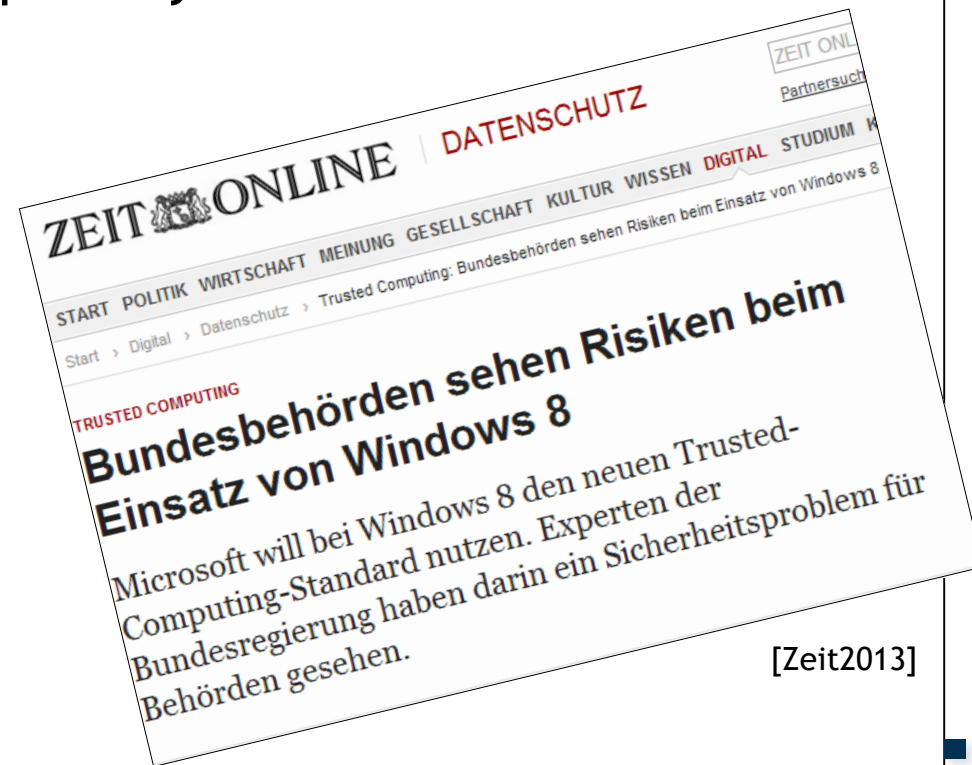 ZEIT ONLINE
DATENSCHUTZ
ZEIT ONL
Partnersuch
START POLITIK WIRTSCHAFT MEINUNG GESELLSCHAFT KULTUR WISSEN DIGITAL STUDIUM K
Start › Digital › Datenschutz › Trusted Computing: Bundesbehörden sehen Risiken beim Einsatz von Windows 8
TRUSTED COMPUTING
Bundesbehörden sehen Risiken beim
Einsatz von Windows 8
Microsoft will bei Windows 8 den neuen Trusted-
Computing-Standard nutzen. Experten der
Bundesregierung haben darin ein Sicherheitsproblem für
Behörden gesehen.
[Zeit2013]